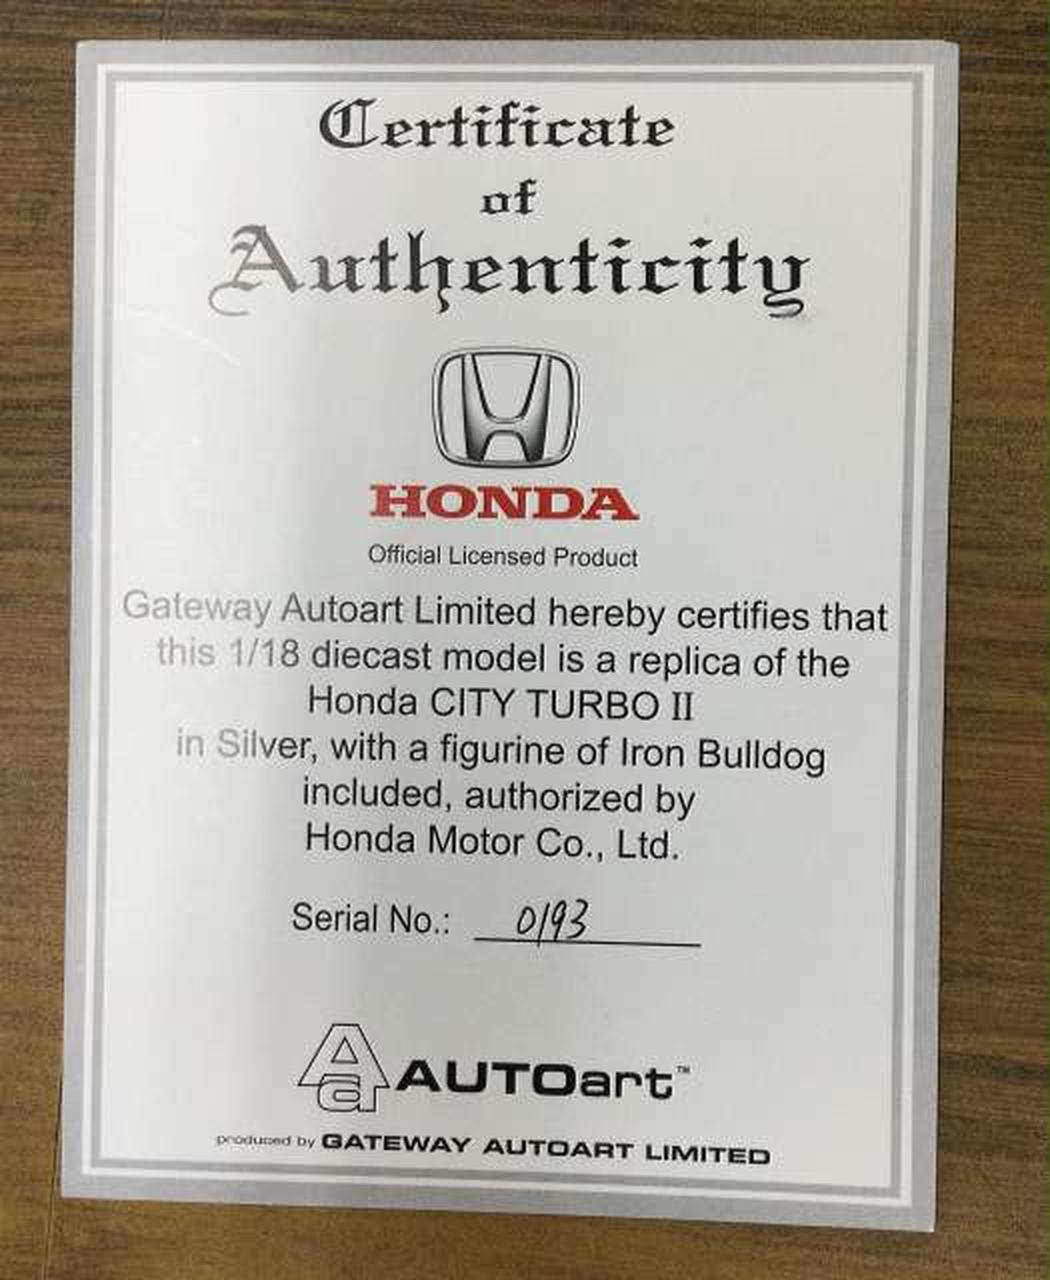 Certificate
of
Authenticity
HONDA
Official Licensed Product
Gateway Autoart Limited hereby certifies that
this 1/18 diecast model is a replica of the
Honda CITY TURBO II
in Silver, with a figurine of Iron Bulldog
included, authorized by
Honda Motor Co., Ltd.
Serial No.: 0193
Aa AUTOart™
produced by GATEWAY AUTOART LIMITED